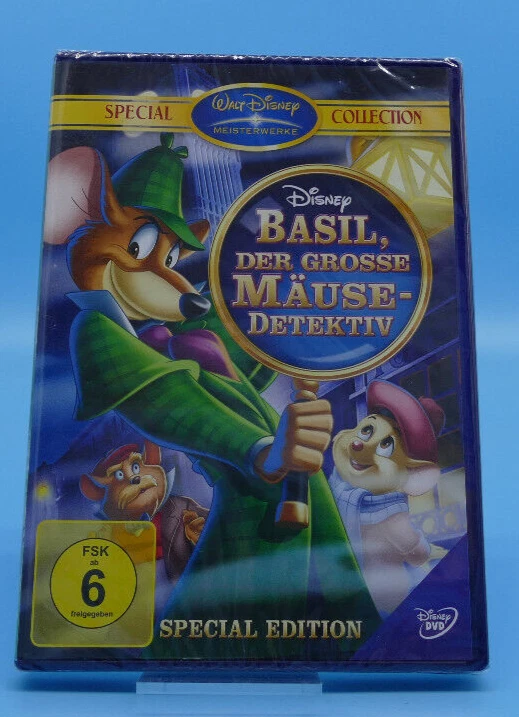 SPECIAL
WALT DISNEY
MEISTERWERKE
COLLECTION
DISNEY
BASIL,
DER GROSSE
MÄUSE-
DETEKTIV
FSK
ab
6
freigegeben
SPECIAL EDITION
DISNEY
DVD